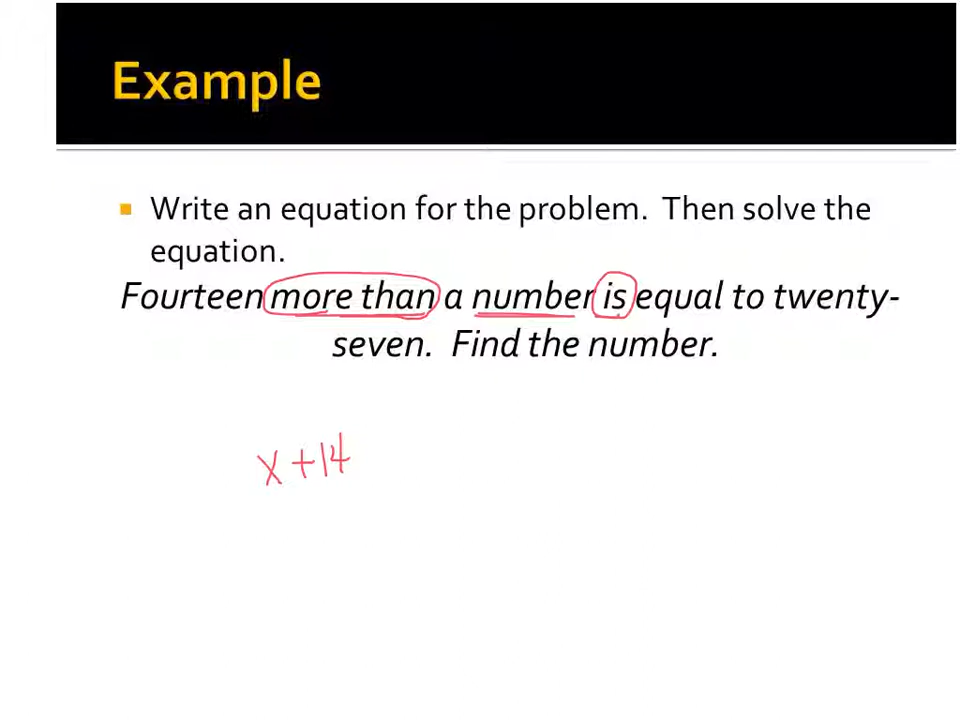 Example
Write an equation for the problem. Then solve the
equation.
Fourteen more than a number is equal to twenty-
seven. Find the number.
x + 14